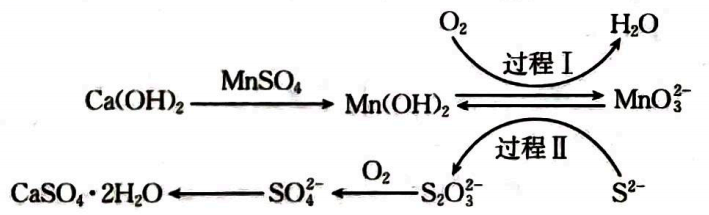 O₂ H₂O
过程Ⅰ
MnSO₄
Ca(OH)₂ Mn(OH)₂ MnO₃²⁻
过程Ⅱ
O₂
CaSO₄·2H₂O SO₄²⁻ S₂O₃²⁻ S²⁻